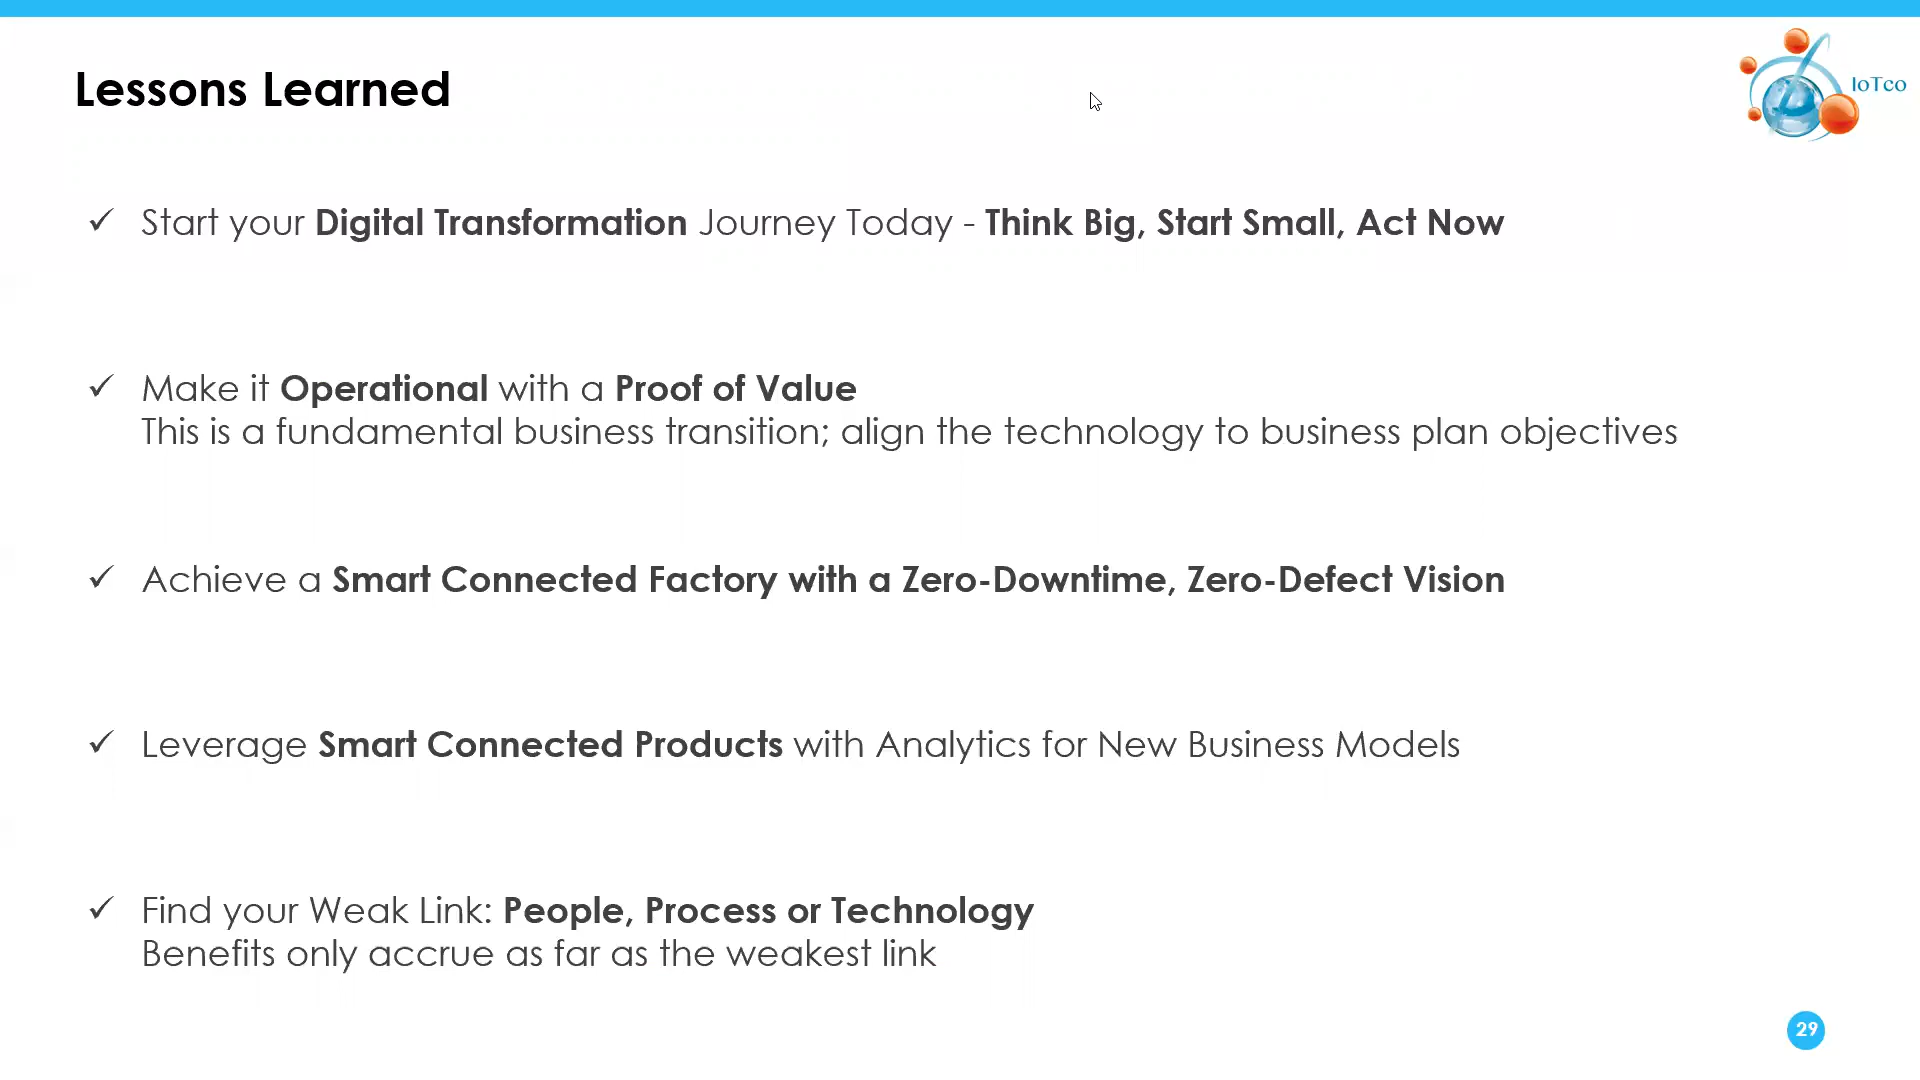 Lessons Learned
IoTco
✓ Start your Digital Transformation Journey Today - Think Big, Start Small, Act Now
✓ Make it Operational with a Proof of Value
This is a fundamental business transition; align the technology to business plan objectives
✓ Achieve a Smart Connected Factory with a Zero-Downtime, Zero-Defect Vision
✓ Leverage Smart Connected Products with Analytics for New Business Models
✓ Find your Weak Link: People, Process or Technology
Benefits only accrue as far as the weakest link
29